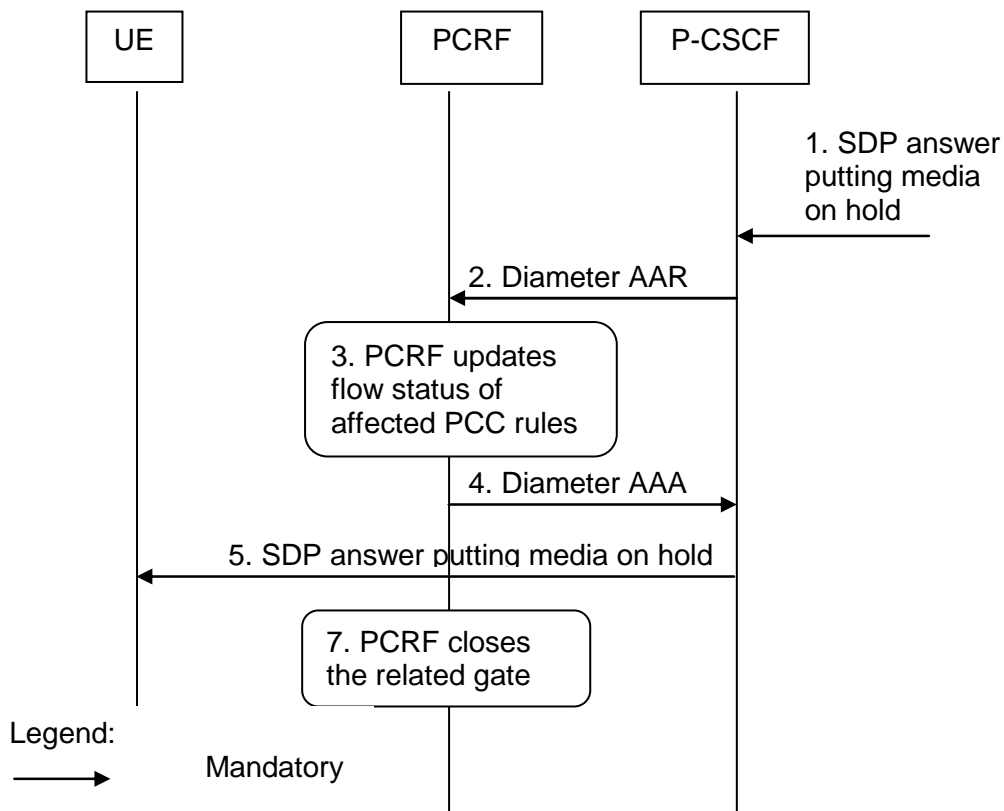 UE
PCRF
P-CSCF
1. SDP answer
putting media
on hold
2. Diameter AAR
3. PCRF updates
flow status of
affected PCC rules
4. Diameter AAA
5. SDP answer putting media on hold
7. PCRF closes
the related gate
Legend:
Mandatory